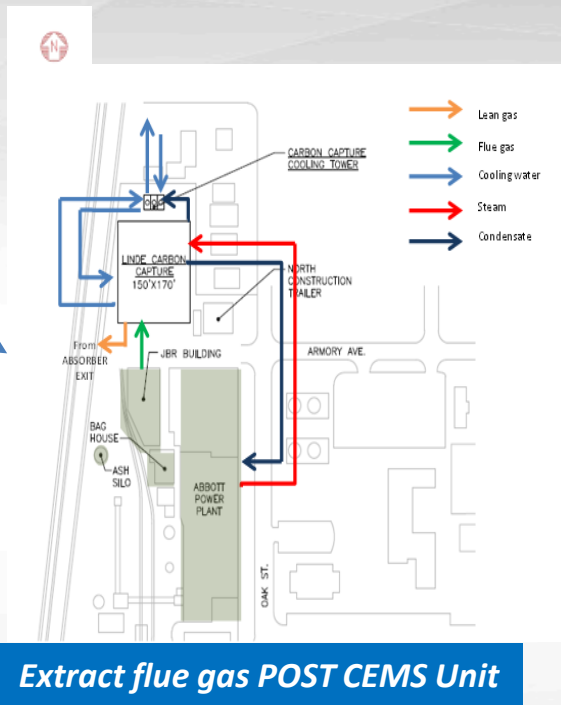 N
Lean gas
Flue gas
CARBON CAPTURE
COOLING TOWER
Cooling water
Steam
Condensate
LINDE CARBON
CAPTURE
150'X170'
NORTH
CONSTRUCTION
TRAILER
From
ABSORBER
EXIT
JBR BUILDING
ARMORY AVE.
BAG
HOUSE
ASH
SILO
ABBOTT
POWER
PLANT
OAK ST.
Extract flue gas POST CEMS Unit